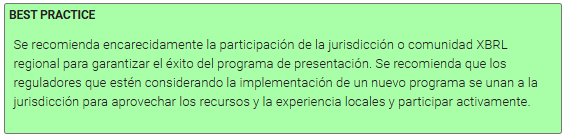 BEST PRACTICE
Se recomienda encarecidamente la participación de la jurisdicción o comunidad XBRL
regional para garantizar el éxito del programa de presentación. Se recomienda que los
reguladores que estén considerando la implementación de un nuevo programa se unan a la
jurisdicción para aprovechar los recursos y la experiencia locales y participar activamente.